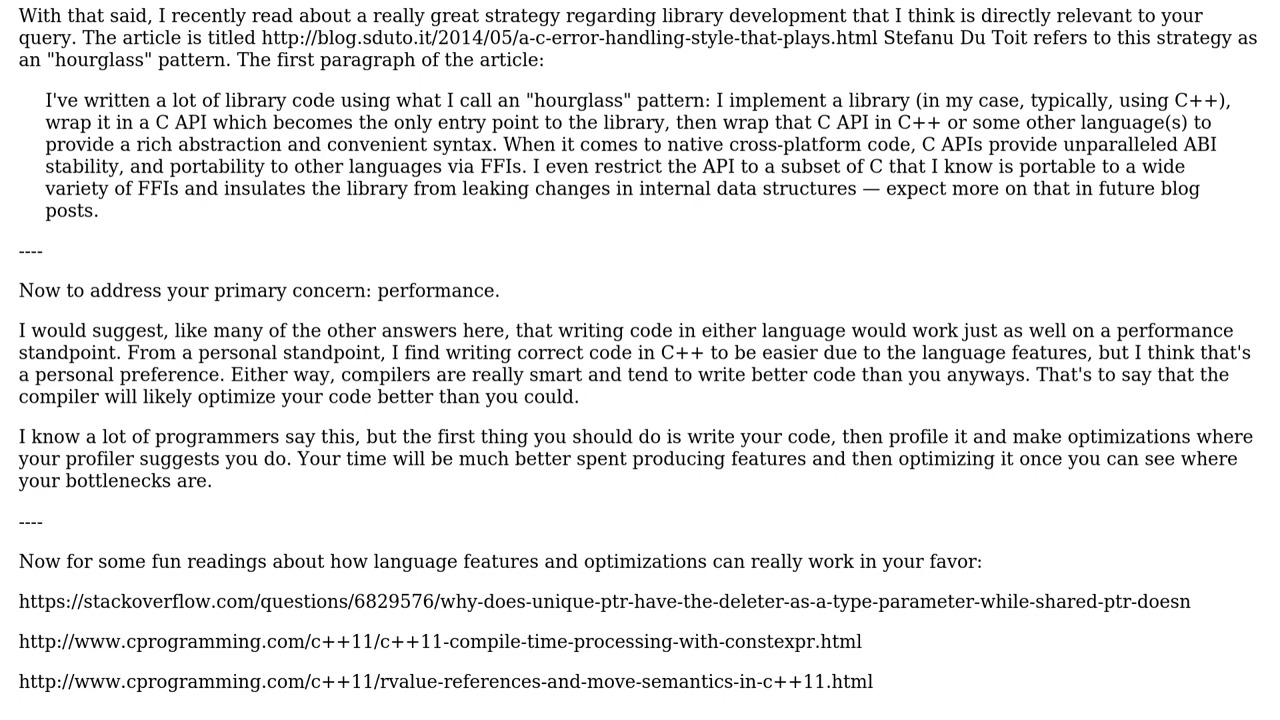 With that said, I recently read about a really great strategy regarding library development that I think is directly relevant to your
query. The article is titled http://blog.sduto.it/2014/05/a-c-error-handling-style-that-plays.html Stefanu Du Toit refers to this strategy as
an "hourglass" pattern. The first paragraph of the article:
I've written a lot of library code using what I call an "hourglass" pattern: I implement a library (in my case, typically, using C++),
wrap it in a C API which becomes the only entry point to the library, then wrap that C API in C++ or some other language(s) to
provide a rich abstraction and convenient syntax. When it comes to native cross-platform code, C APIs provide unparalleled ABI
stability, and portability to other languages via FFIs. I even restrict the API to a subset of C that I know is portable to a wide
variety of FFIs and insulates the library from leaking changes in internal data structures — expect more on that in future blog
posts.
----
Now to address your primary concern: performance.
I would suggest, like many of the other answers here, that writing code in either language would work just as well on a performance
standpoint. From a personal standpoint, I find writing correct code in C++ to be easier due to the language features, but I think that's
a personal preference. Either way, compilers are really smart and tend to write better code than you anyways. That's to say that the
compiler will likely optimize your code better than you could.
I know a lot of programmers say this, but the first thing you should do is write your code, then profile it and make optimizations where
your profiler suggests you do. Your time will be much better spent producing features and then optimizing it once you can see where
your bottlenecks are.
----
Now for some fun readings about how language features and optimizations can really work in your favor:
https://stackoverflow.com/questions/6829576/why-does-unique-ptr-have-the-deleter-as-a-type-parameter-while-shared-ptr-doesn
http://www.cprogramming.com/c++11/c++11-compile-time-processing-with-constexpr.html
http://www.cprogramming.com/c++11/rvalue-references-and-move-semantics-in-c++11.html